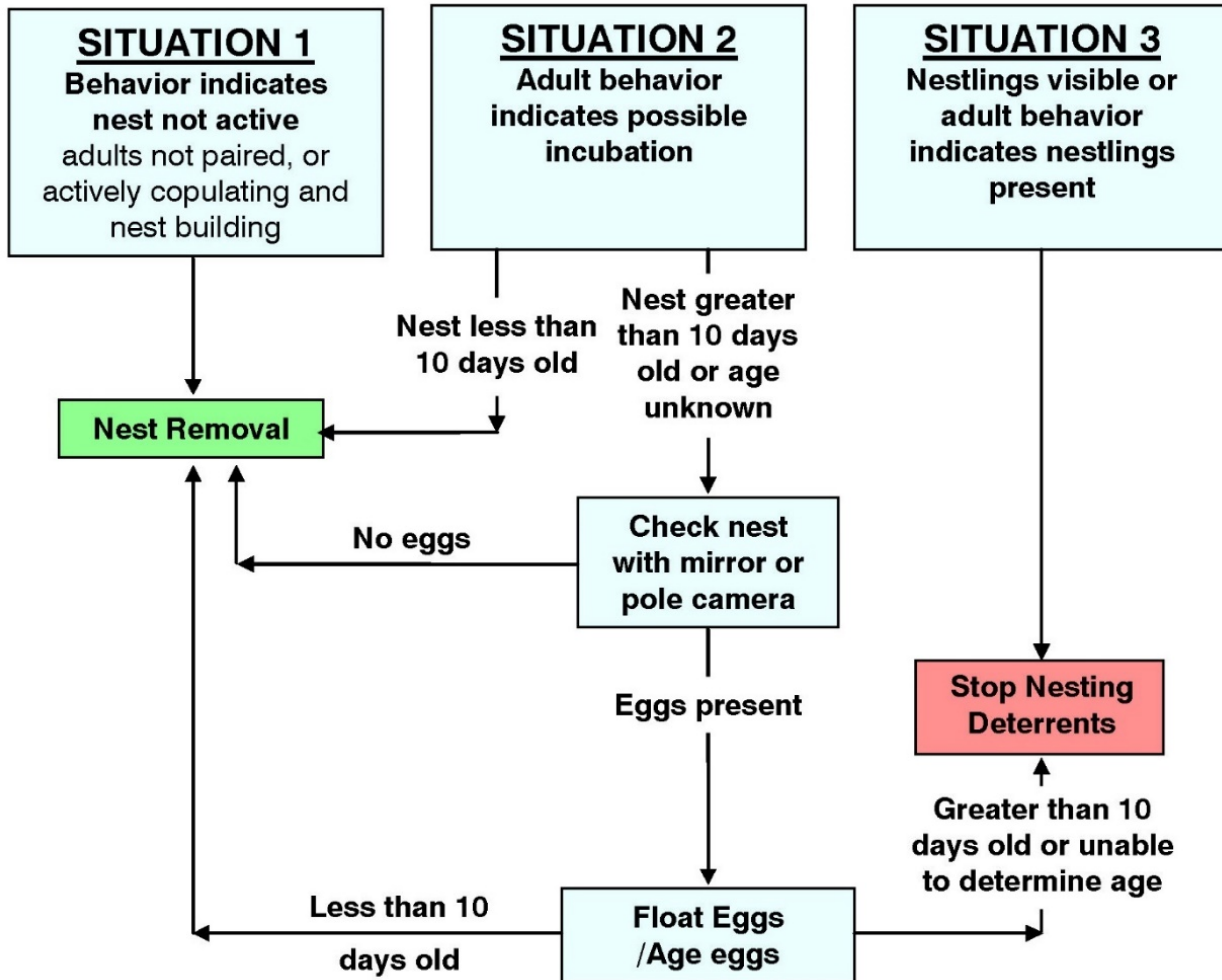 SITUATION 1
Behavior indicates
nest not active
adults not paired, or
actively copulating and
nest building
SITUATION 2
Adult behavior
indicates possible
incubation
SITUATION 3
Nestlings visible or
adult behavior
indicates nestlings
present
Nest less than
10 days old
Nest greater
than 10 days
old or age
unknown
Nest Removal
Check nest
with mirror or
pole camera
No eggs
Eggs present
Stop Nesting
Deterrents
Greater than 10
days old or unable
to determine age
Less than 10
days old
Float Eggs
/Age eggs